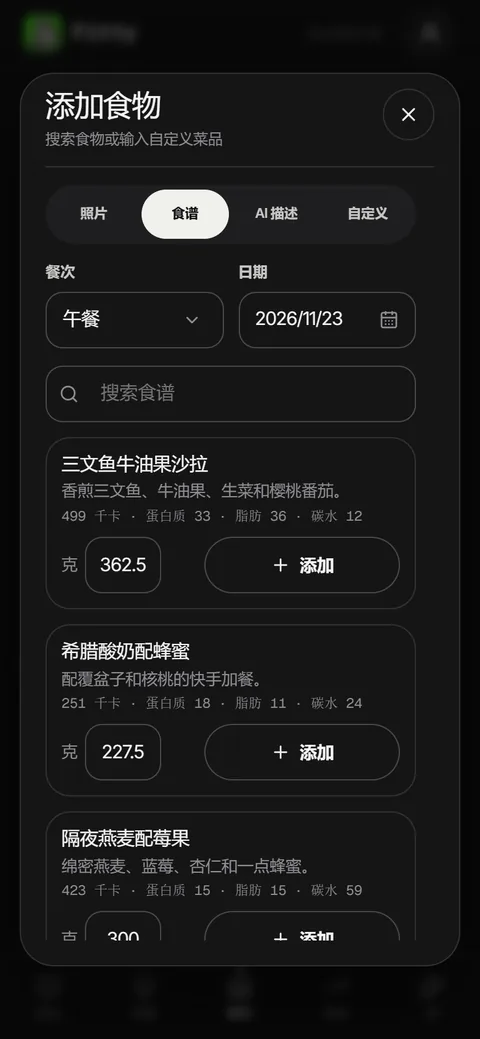 添加食物
搜索食物或输入自定义菜品
照片 食谱 AI 描述 自定义
餐次 日期
午餐 2026/11/23
搜索食谱
三文鱼牛油果沙拉
香煎三文鱼、牛油果、生菜和樱桃番茄。
499 千卡 · 蛋白质 33 · 脂肪 36 · 碳水 12
克 362.5 + 添加
希腊酸奶配蜂蜜
配覆盆子和核桃的快手加餐。
251 千卡 · 蛋白质 18 · 脂肪 11 · 碳水 24
克 227.5 + 添加
隔夜燕麦配莓果
绵密燕麦、蓝莓、杏仁和一点蜂蜜。
423 千卡 · 蛋白质 15 · 脂肪 15 · 碳水 59
克 300 + 添加